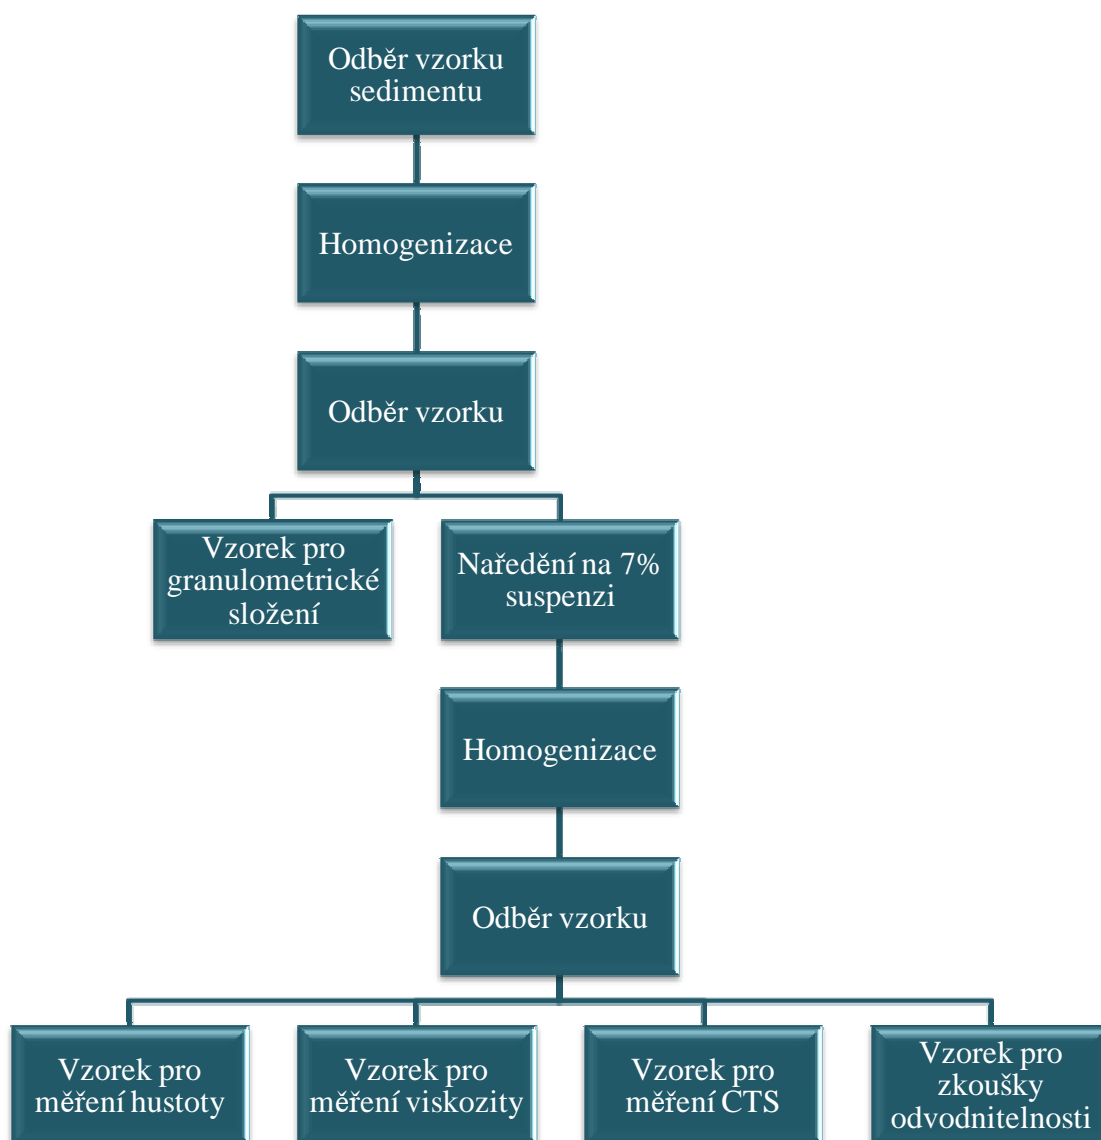 Odběr vzorku
sedimentu
Homogenizace
Odběr vzorku
Vzorek pro
granulometrické
složení
Naředění na 7%
suspenzi
Homogenizace
Odběr vzorku
Vzorek pro
měření hustoty
Vzorek pro
měření viskozity
Vzorek pro
měření CTS
Vzorek pro
zkoušky
odvodnitelnosti